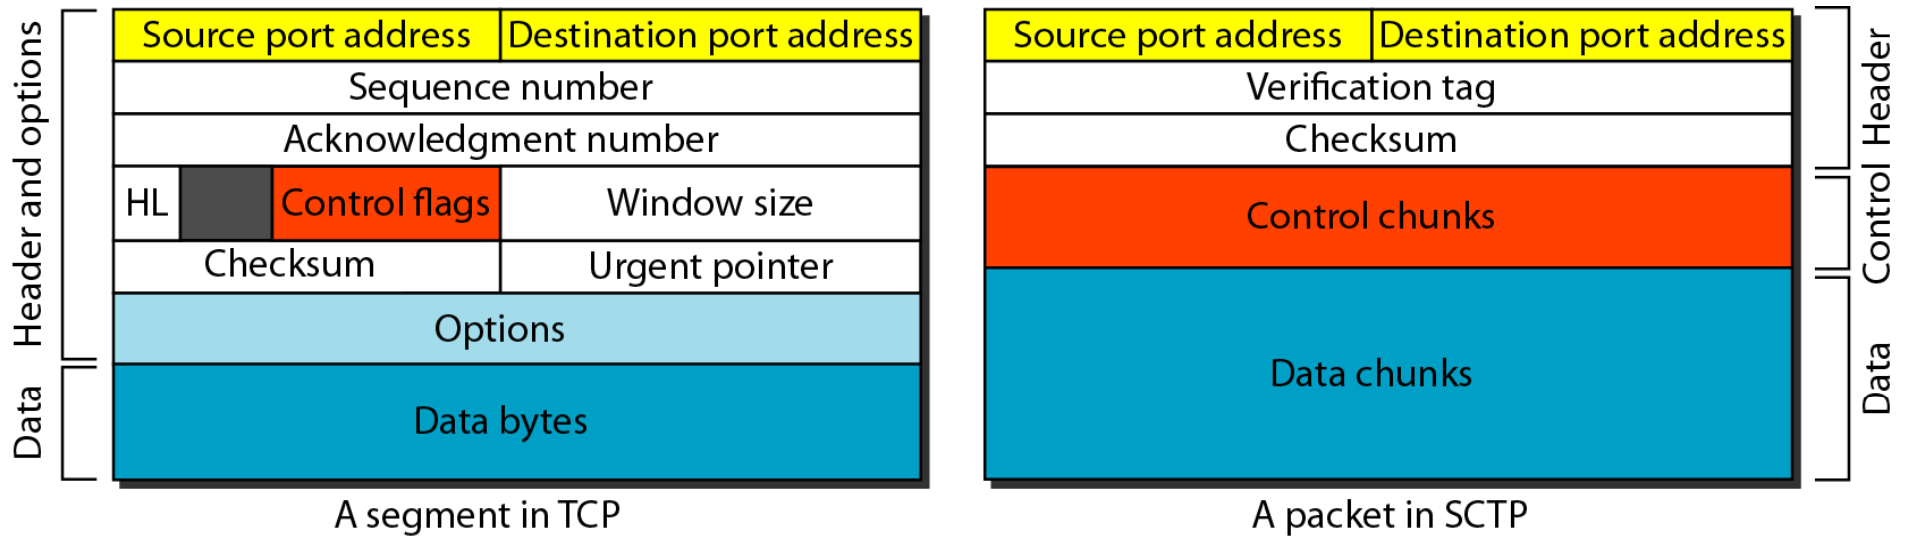 Header and options
Data
Source port address
Destination port address
Sequence number
Acknowledgment number
HL
Control flags
Window size
Checksum
Urgent pointer
Options
Data bytes
A segment in TCP
Source port address
Destination port address
Verification tag
Checksum
Control chunks
Data chunks
A packet in SCTP
Header
Control
Data